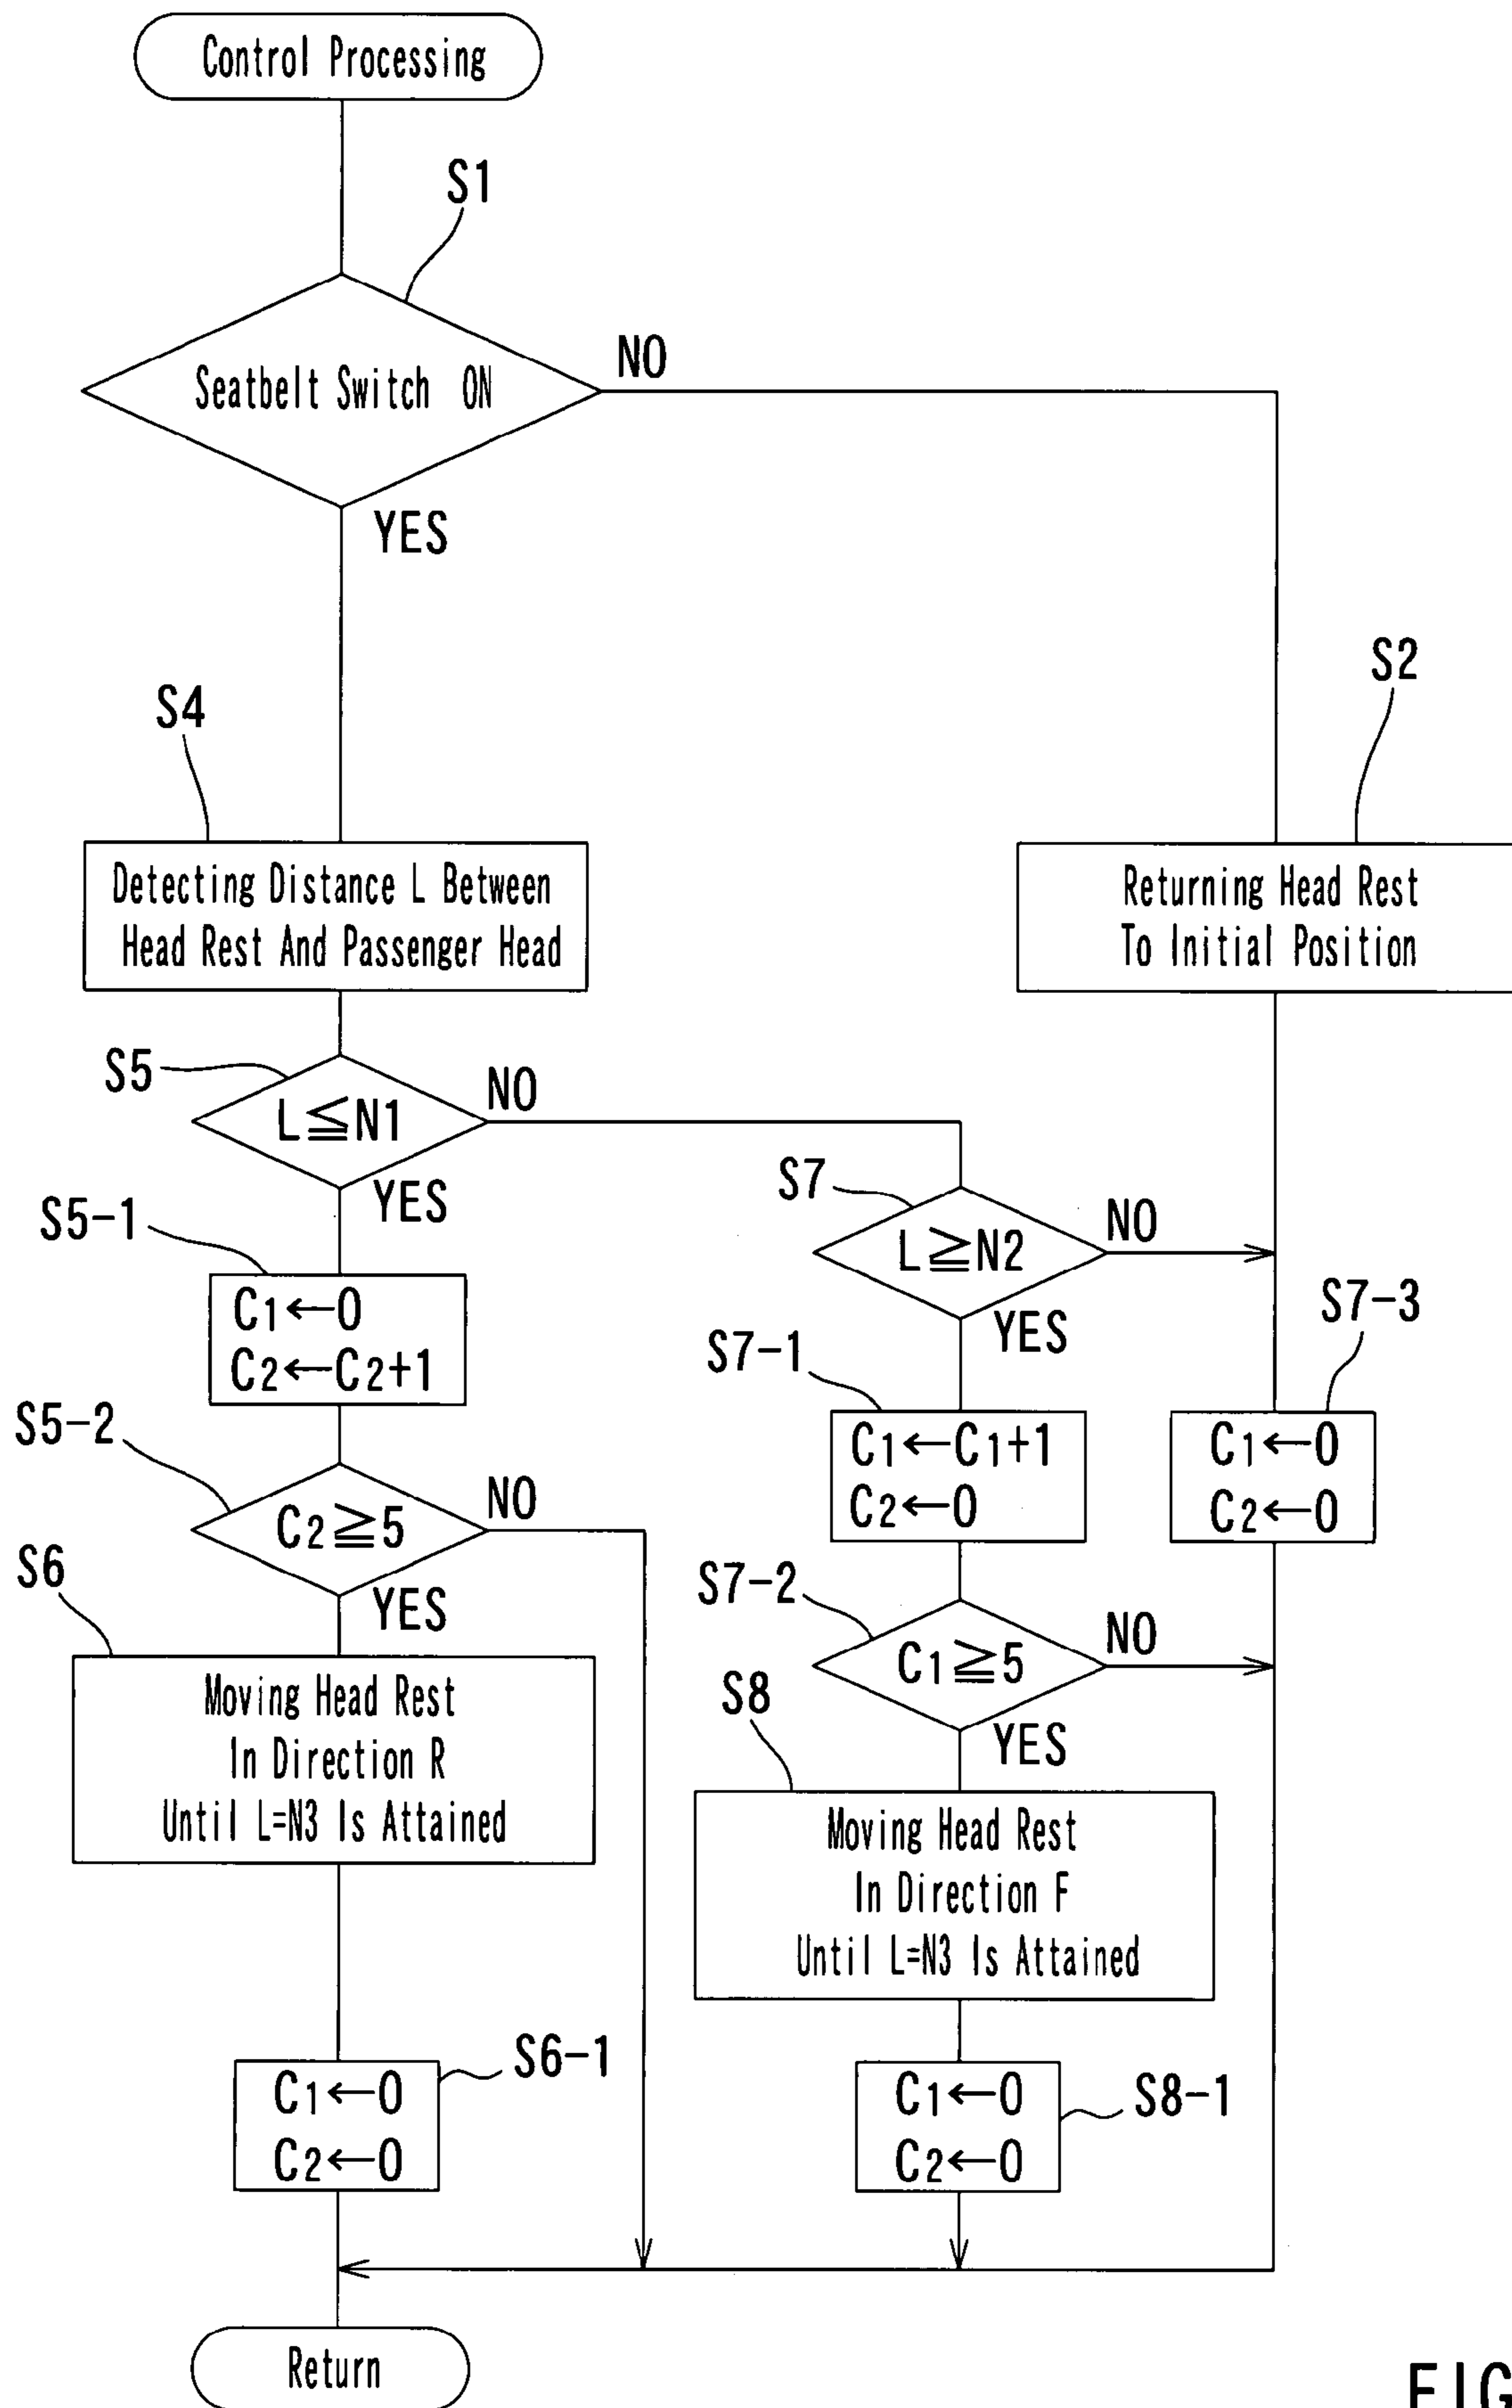 Control Processing
S1
Seatbelt Switch ON
NO
YES
S2
S4
Detecting Distance L Between
Head Rest And Passenger Head
Returning Head Rest
To Initial Position
S5
L≦N1
NO
YES
S7
L≧N2
NO
YES
S5-1
C1←0
C2←C2+1
S7-1
C1←C1+1
C2←0
S7-3
C1←0
C2←0
S5-2
C2≧5
NO
YES
S7-2
C1≧5
NO
YES
S6
Moving Head Rest
In Direction R
Until L=N3 Is Attained
S8
Moving Head Rest
In Direction F
Until L=N3 Is Attained
S6-1
C1←0
C2←0
S8-1
C1←0
C2←0
Return
FIG